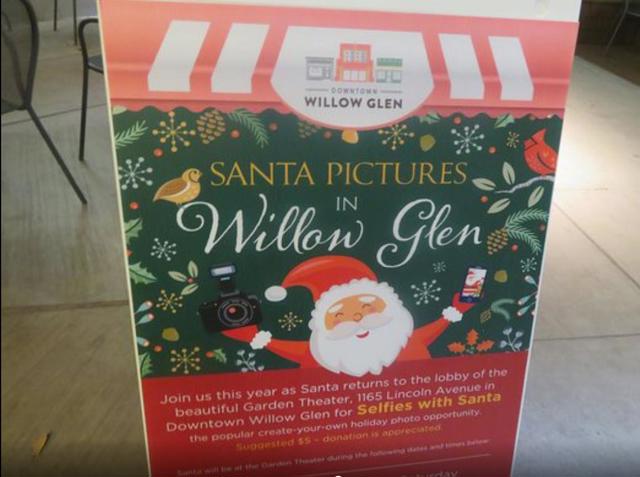 DOWNTOWN
WILLOW GLEN
SANTA PICTURES
IN
Willow Glen
Join us this year as Santa returns to the lobby of the
beautiful Garden Theater, 1165 Lincoln Avenue in
Downtown Willow Glen for Selfies with Santa
the popular create-your-own holiday photo opportunity.
Suggested $5 - donation is appreciated.
Santa will be at the Garden Theater during the following dates and times below:
Saturday